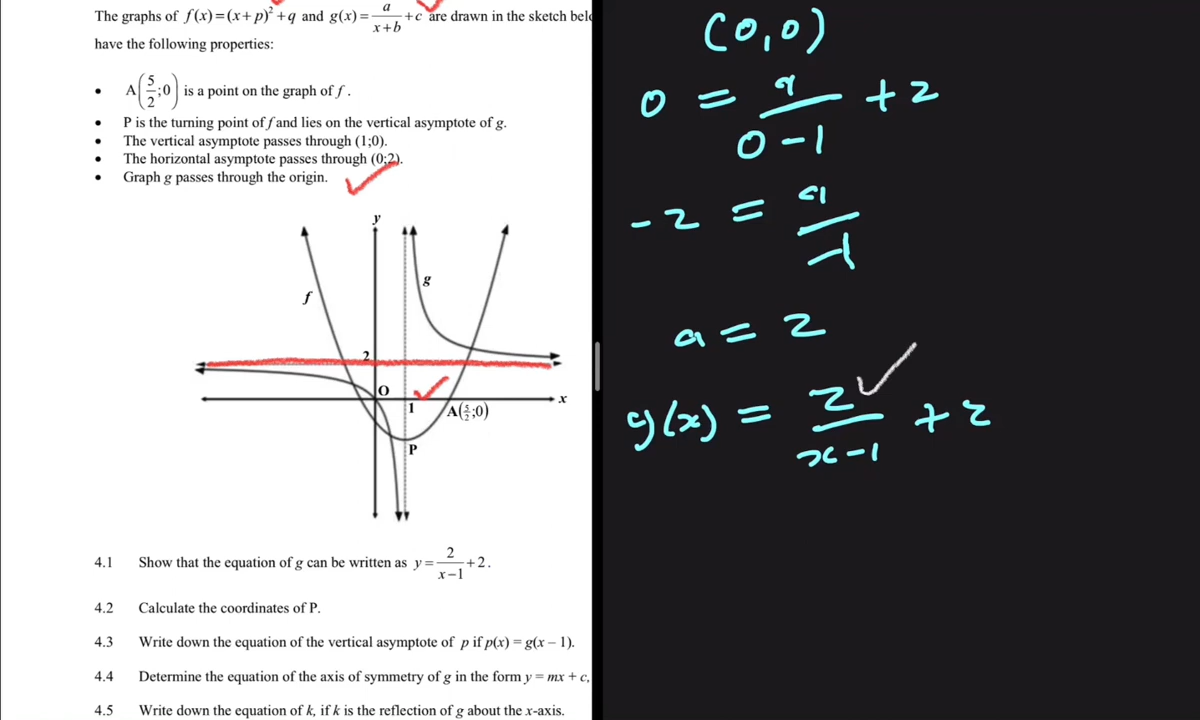 The graphs of f(x)=(x+p)²+q and g(x)=a/(x+b)+c are drawn in the sketch
have the following properties:
• A(5/2;0) is a point on the graph of f.
• P is the turning point of f and lies on the vertical asymptote of g.
• The vertical asymptote passes through (1;0).
• The horizontal asymptote passes through (0;2).
• Graph g passes through the origin.
y
g
f
2
O
1
A(5/2;0)
x
P
4.1 Show that the equation of g can be written as y=2/(x−1)+2.
4.2 Calculate the coordinates of P.
4.3 Write down the equation of the vertical asymptote of p if p(x) = g(x – 1).
4.4 Determine the equation of the axis of symmetry of g in the form y = mx + c,
4.5 Write down the equation of k, if k is the reflection of g about the x-axis.
(0,0)
0 = a/(0-1) + 2
-2 = a/-1
a = 2
g(x) = 2/(x-1) + 2